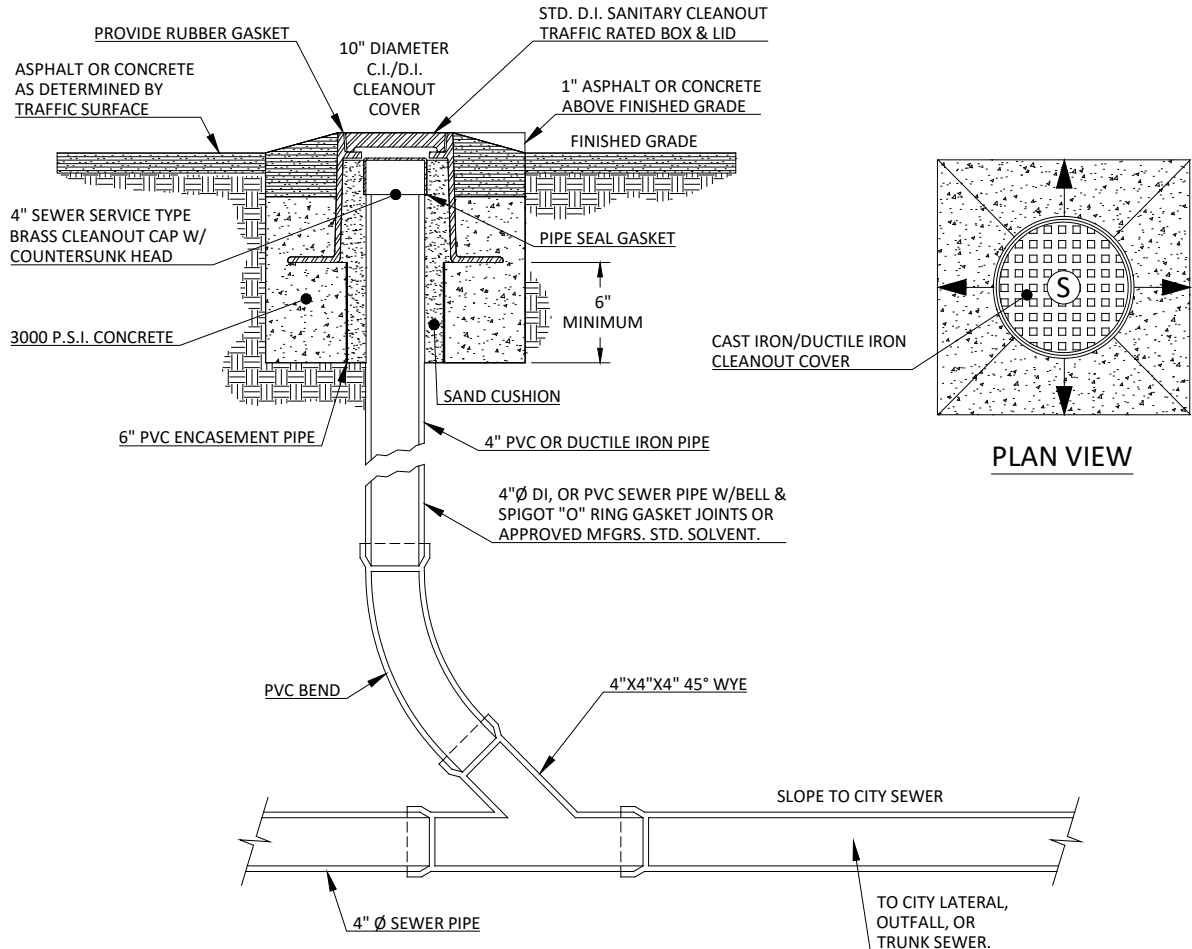 PROVIDE RUBBER GASKET
ASPHALT OR CONCRETE
AS DETERMINED BY
TRAFFIC SURFACE
10" DIAMETER
C.I./D.I.
CLEANOUT
COVER
STD. D.I. SANITARY CLEANOUT
TRAFFIC RATED BOX & LID
1" ASPHALT OR CONCRETE
ABOVE FINISHED GRADE
FINISHED GRADE
4" SEWER SERVICE TYPE
BRASS CLEANOUT CAP W/
COUNTERSUNK HEAD
PIPE SEAL GASKET
6"
MINIMUM
3000 P.S.I. CONCRETE
SAND CUSHION
6" PVC ENCASEMENT PIPE
4" PVC OR DUCTILE IRON PIPE
4"Ø DI, OR PVC SEWER PIPE W/BELL &
SPIGOT "O" RING GASKET JOINTS OR
APPROVED MFGRS. STD. SOLVENT.
PVC BEND
4"X4"X4" 45° WYE
SLOPE TO CITY SEWER
4" Ø SEWER PIPE
TO CITY LATERAL,
OUTFALL, OR
TRUNK SEWER.
S
CAST IRON/DUCTILE IRON
CLEANOUT COVER
PLAN VIEW